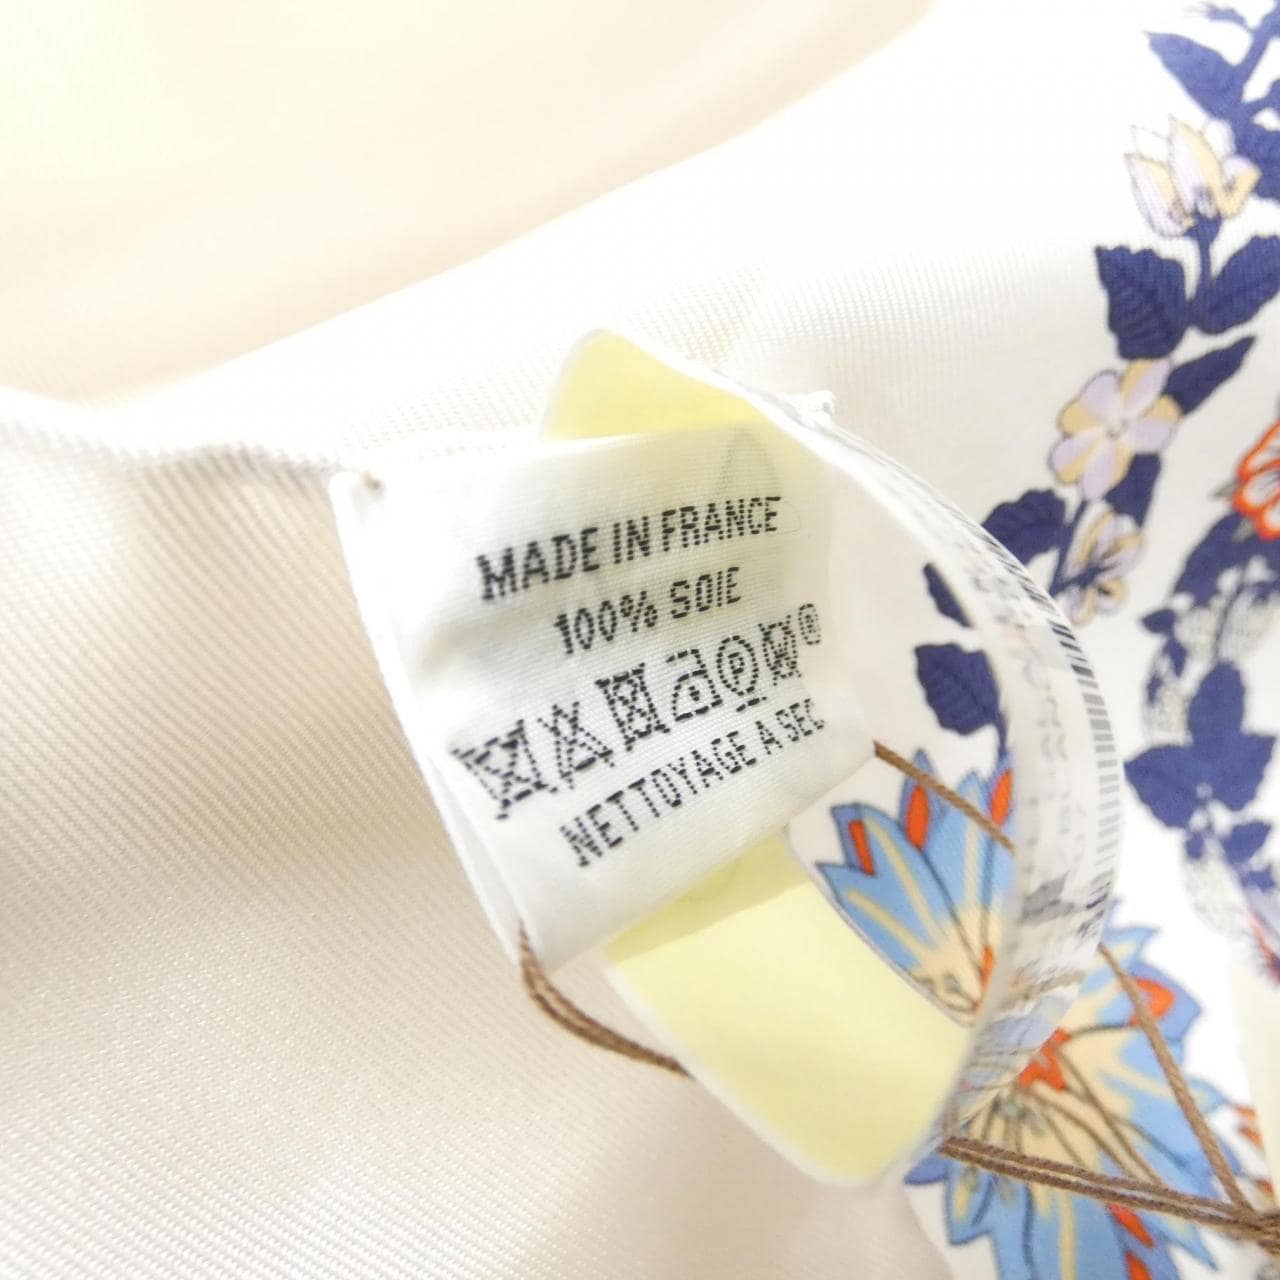 MADE IN FRANCE
100% SOIE
NETTOYAGE A SEC